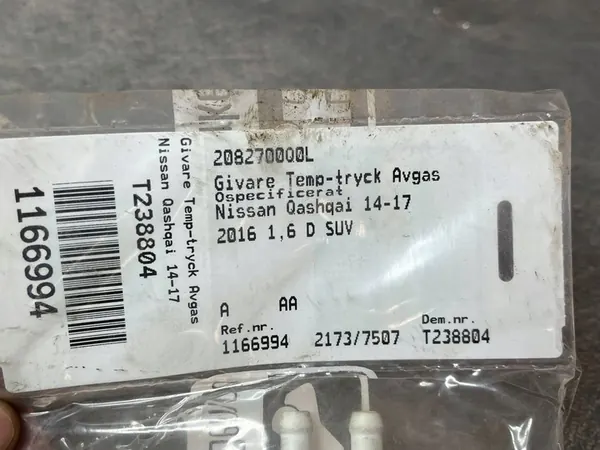 208270000L
Givare Temp-tryck Avgas
Ospecificerat
Nissan Qashqai 14-17
2016 1,6 D SUV
A AA
Ref.nr. Dem.nr.
1166994 2173/7507 T238804
Givare Temp-tryck Avgas
Nissan Qashqai 14-17
T238804
1166994